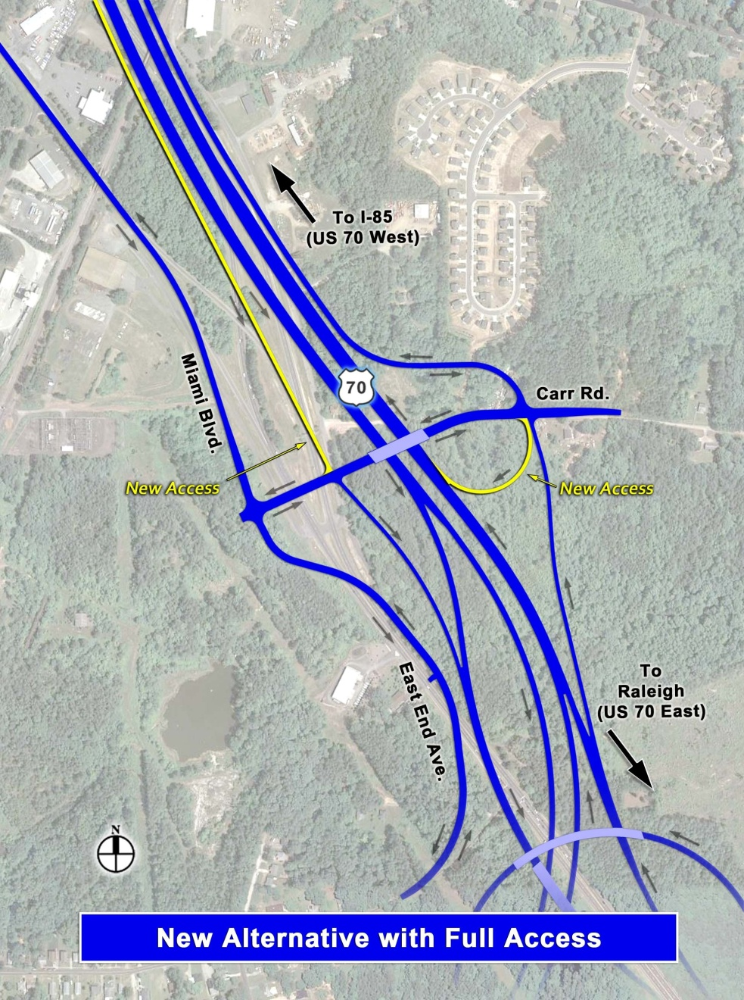 To I-85
(US 70 West)
70
Carr Rd.
Miami Blvd.
New Access
New Access
To
Raleigh
(US 70 East)
East End Ave.
N
New Alternative with Full Access